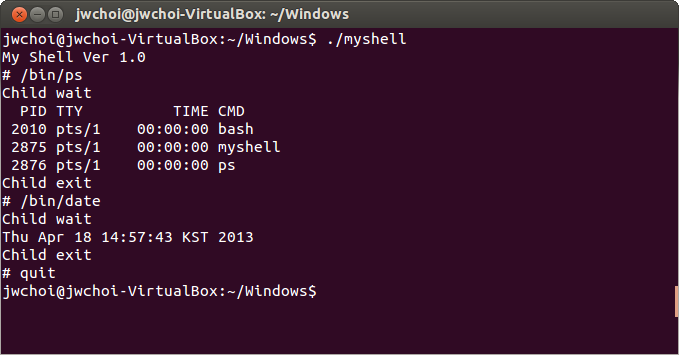 jwchoi@jwchoi-VirtualBox: ~/Windows
jwchoi@jwchoi-VirtualBox:~/Windows$ ./myshell
My Shell Ver 1.0
# /bin/ps
Child wait
  PID TTY          TIME CMD
 2010 pts/1    00:00:00 bash
 2875 pts/1    00:00:00 myshell
 2876 pts/1    00:00:00 ps
Child exit
# /bin/date
Child wait
Thu Apr 18 14:57:43 KST 2013
Child exit
# quit
jwchoi@jwchoi-VirtualBox:~/Windows$